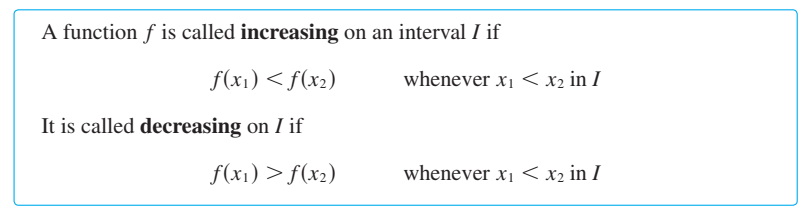 A function f is called increasing on an interval I if
f(x₁) < f(x₂) whenever x₁ < x₂ in I
It is called decreasing on I if
f(x₁) > f(x₂) whenever x₁ < x₂ in I